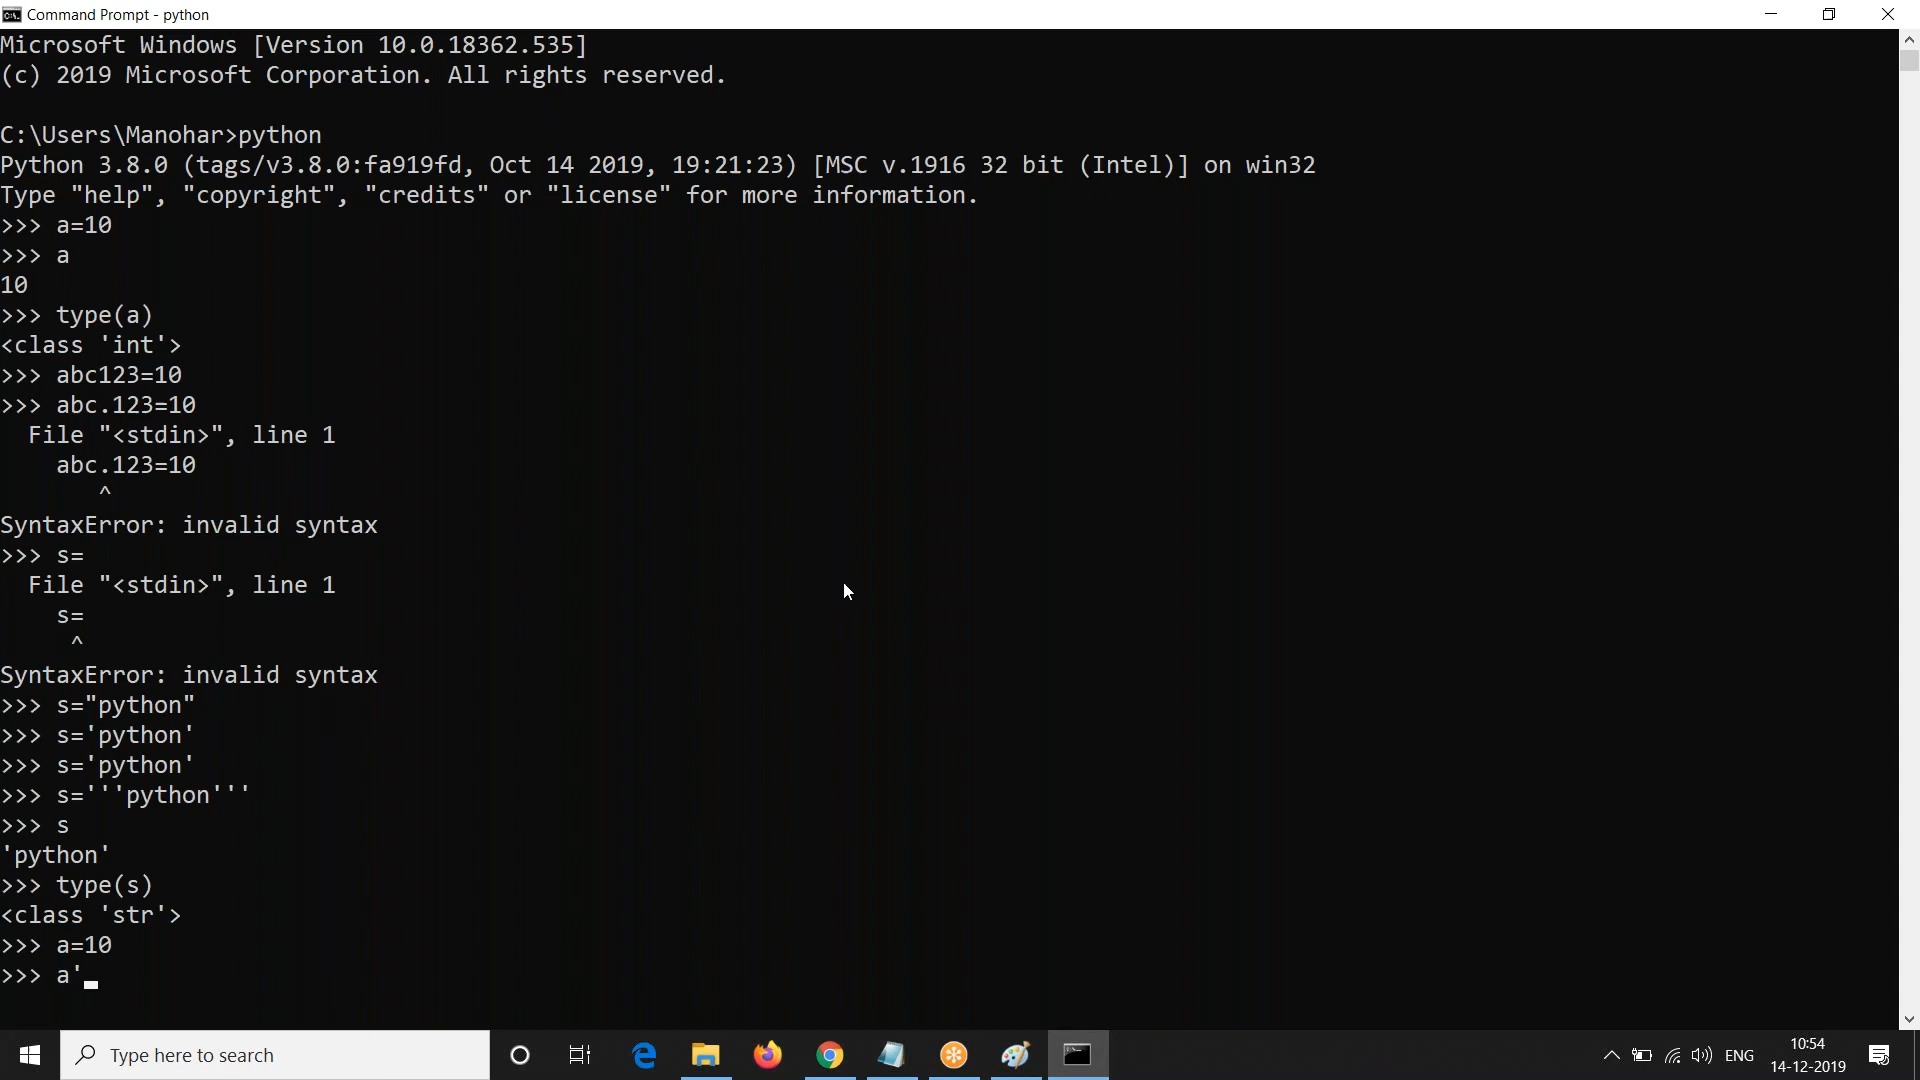 Command Prompt - python
Microsoft Windows [Version 10.0.18362.535]
(c) 2019 Microsoft Corporation. All rights reserved.
C:\Users\Manohar>python
Python 3.8.0 (tags/v3.8.0:fa919fd, Oct 14 2019, 19:21:23) [MSC v.1916 32 bit (Intel)] on win32
Type "help", "copyright", "credits" or "license" for more information.
>>> a=10
>>> a
10
>>> type(a)
<class 'int'>
>>> abc123=10
>>> abc.123=10
  File "<stdin>", line 1
    abc.123=10
       ^
SyntaxError: invalid syntax
>>> s=
  File "<stdin>", line 1
    s=
     ^
SyntaxError: invalid syntax
>>> s="python"
>>> s='python'
>>> s='python'
>>> s='''python'''
>>> s
'python'
>>> type(s)
<class 'str'>
>>> a=10
>>> a'
Type here to search
ENG
10:54
14-12-2019